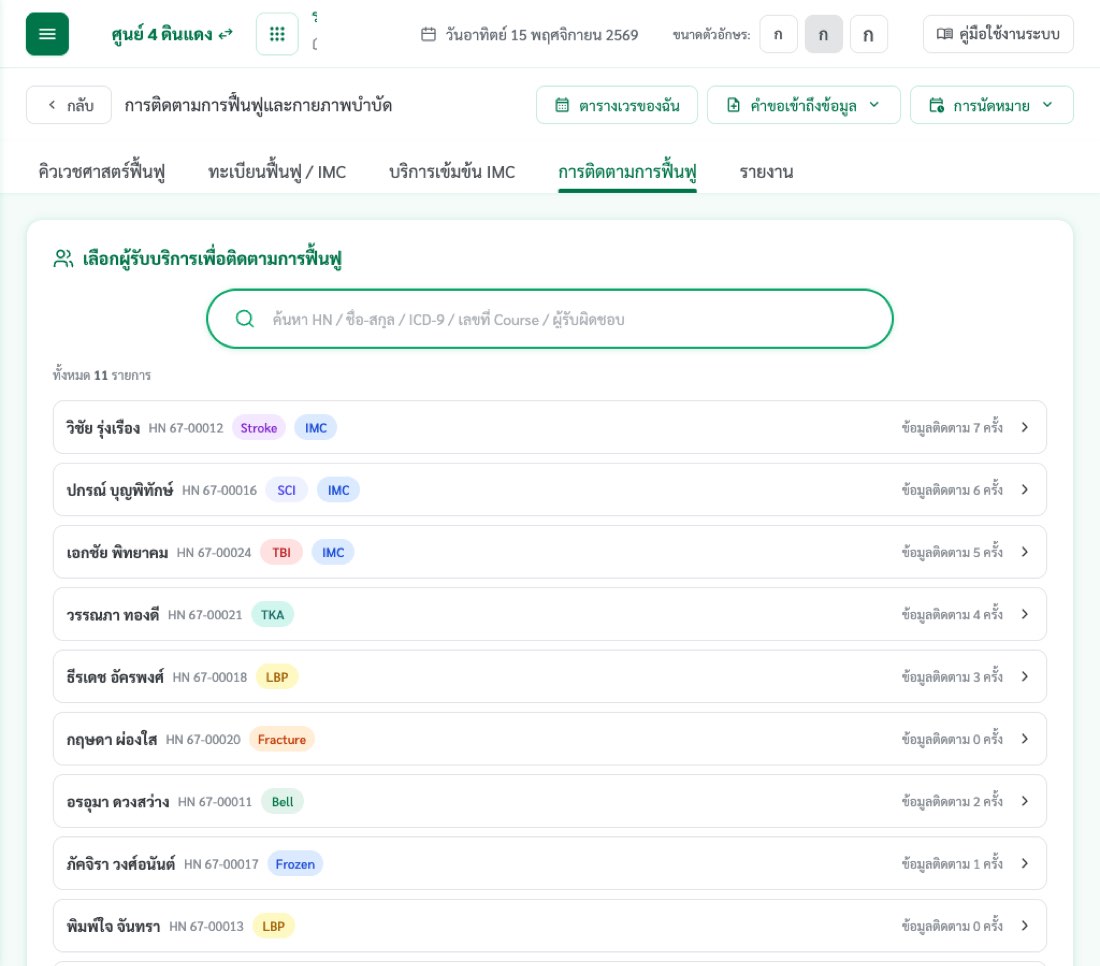 ศูนย์ 4 ดินแดง
วันอาทิตย์ 15 พฤศจิกายน 2569
ขนาดตัวอักษร: ก ก ก
คู่มือใช้งานระบบ
กลับ
การติดตามการฟื้นฟูและกายภาพบำบัด
ตารางเวรของฉัน
คำขอเข้าถึงข้อมูล
การนัดหมาย
คิวเวชศาสตร์ฟื้นฟู
ทะเบียนฟื้นฟู / IMC
บริการเข้มข้น IMC
การติดตามการฟื้นฟู
รายงาน
เลือกผู้รับบริการเพื่อติดตามการฟื้นฟู
ค้นหา HN / ชื่อ-สกุล / ICD-9 / เลขที่ Course / ผู้รับผิดชอบ
ทั้งหมด 11 รายการ
วิชัย รุ่งเรือง HN 67-00012 Stroke IMC ข้อมูลติดตาม 7 ครั้ง
ปกรณ์ บุญพิทักษ์ HN 67-00016 SCI IMC ข้อมูลติดตาม 6 ครั้ง
เอกชัย พิทยาคม HN 67-00024 TBI IMC ข้อมูลติดตาม 5 ครั้ง
วรรณภา ทองดี HN 67-00021 TKA ข้อมูลติดตาม 4 ครั้ง
ธีรเดช อัครพงศ์ HN 67-00018 LBP ข้อมูลติดตาม 3 ครั้ง
กฤษดา ผ่องใส HN 67-00020 Fracture ข้อมูลติดตาม 0 ครั้ง
อรอุมา ดวงสว่าง HN 67-00011 Bell ข้อมูลติดตาม 2 ครั้ง
ภัคจิรา วงศ์อนันต์ HN 67-00017 Frozen ข้อมูลติดตาม 1 ครั้ง
พิมพ์ใจ จันทรา HN 67-00013 LBP ข้อมูลติดตาม 0 ครั้ง